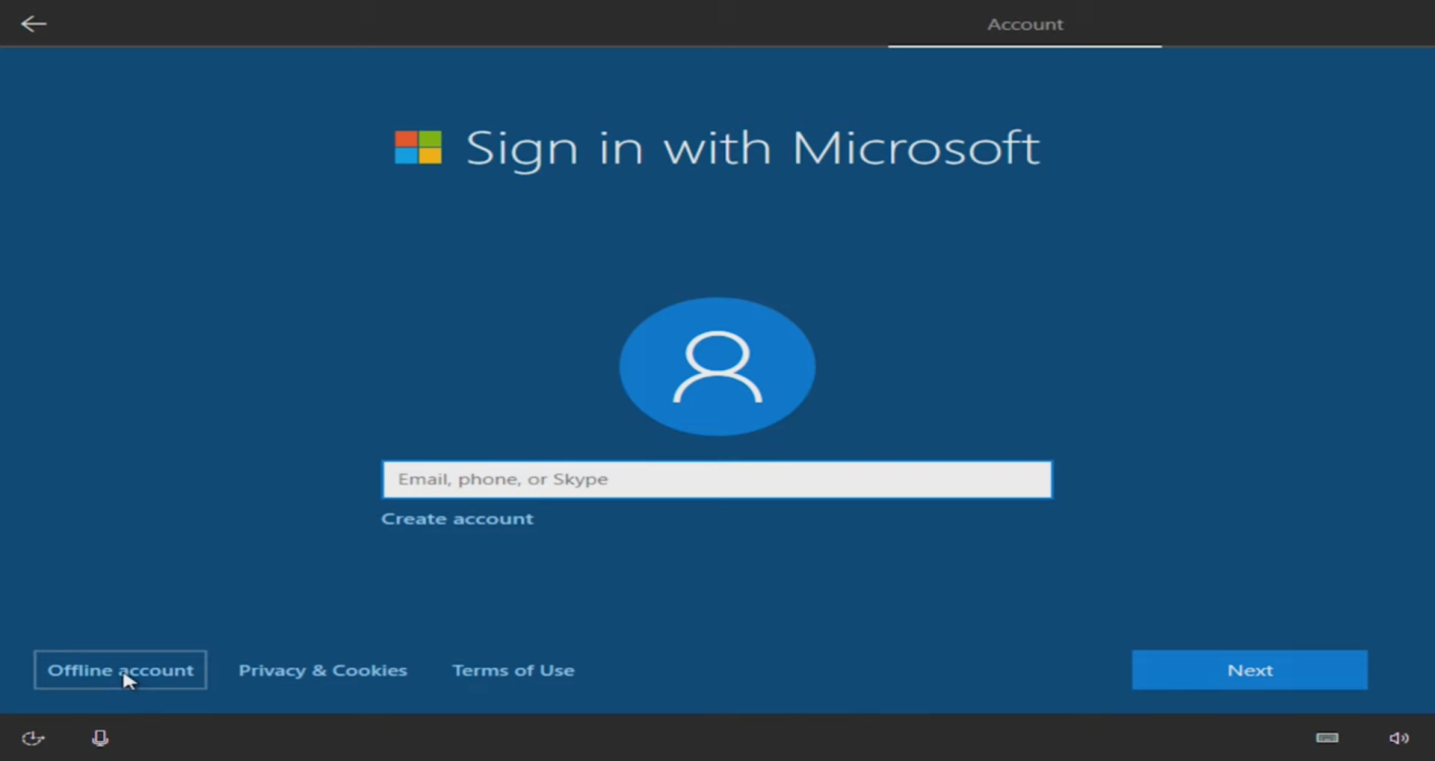 Account
Sign in with Microsoft
Email, phone, or Skype
Create account
Offline account Privacy & Cookies Terms of Use Next